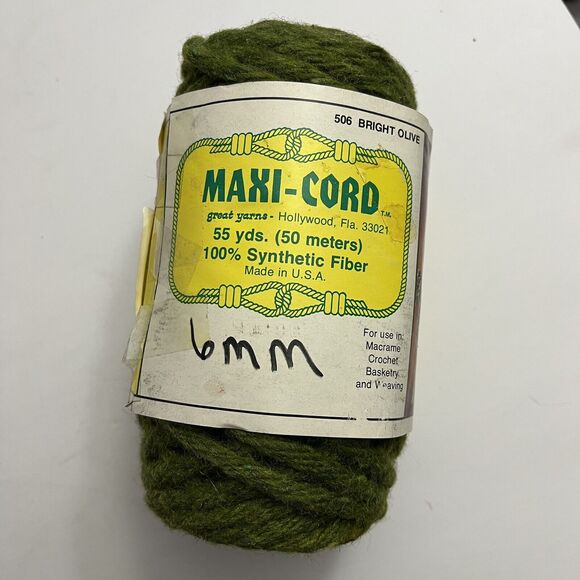 506 BRIGHT OLIVE
MAXI-CORD T.M.
great yarns - Hollywood, Fla. 33021
55 yds. (50 meters)
100% Synthetic Fiber
Made in U.S.A.
6MM
For use in:
Macrame
Crochet
Basketry
and Weaving